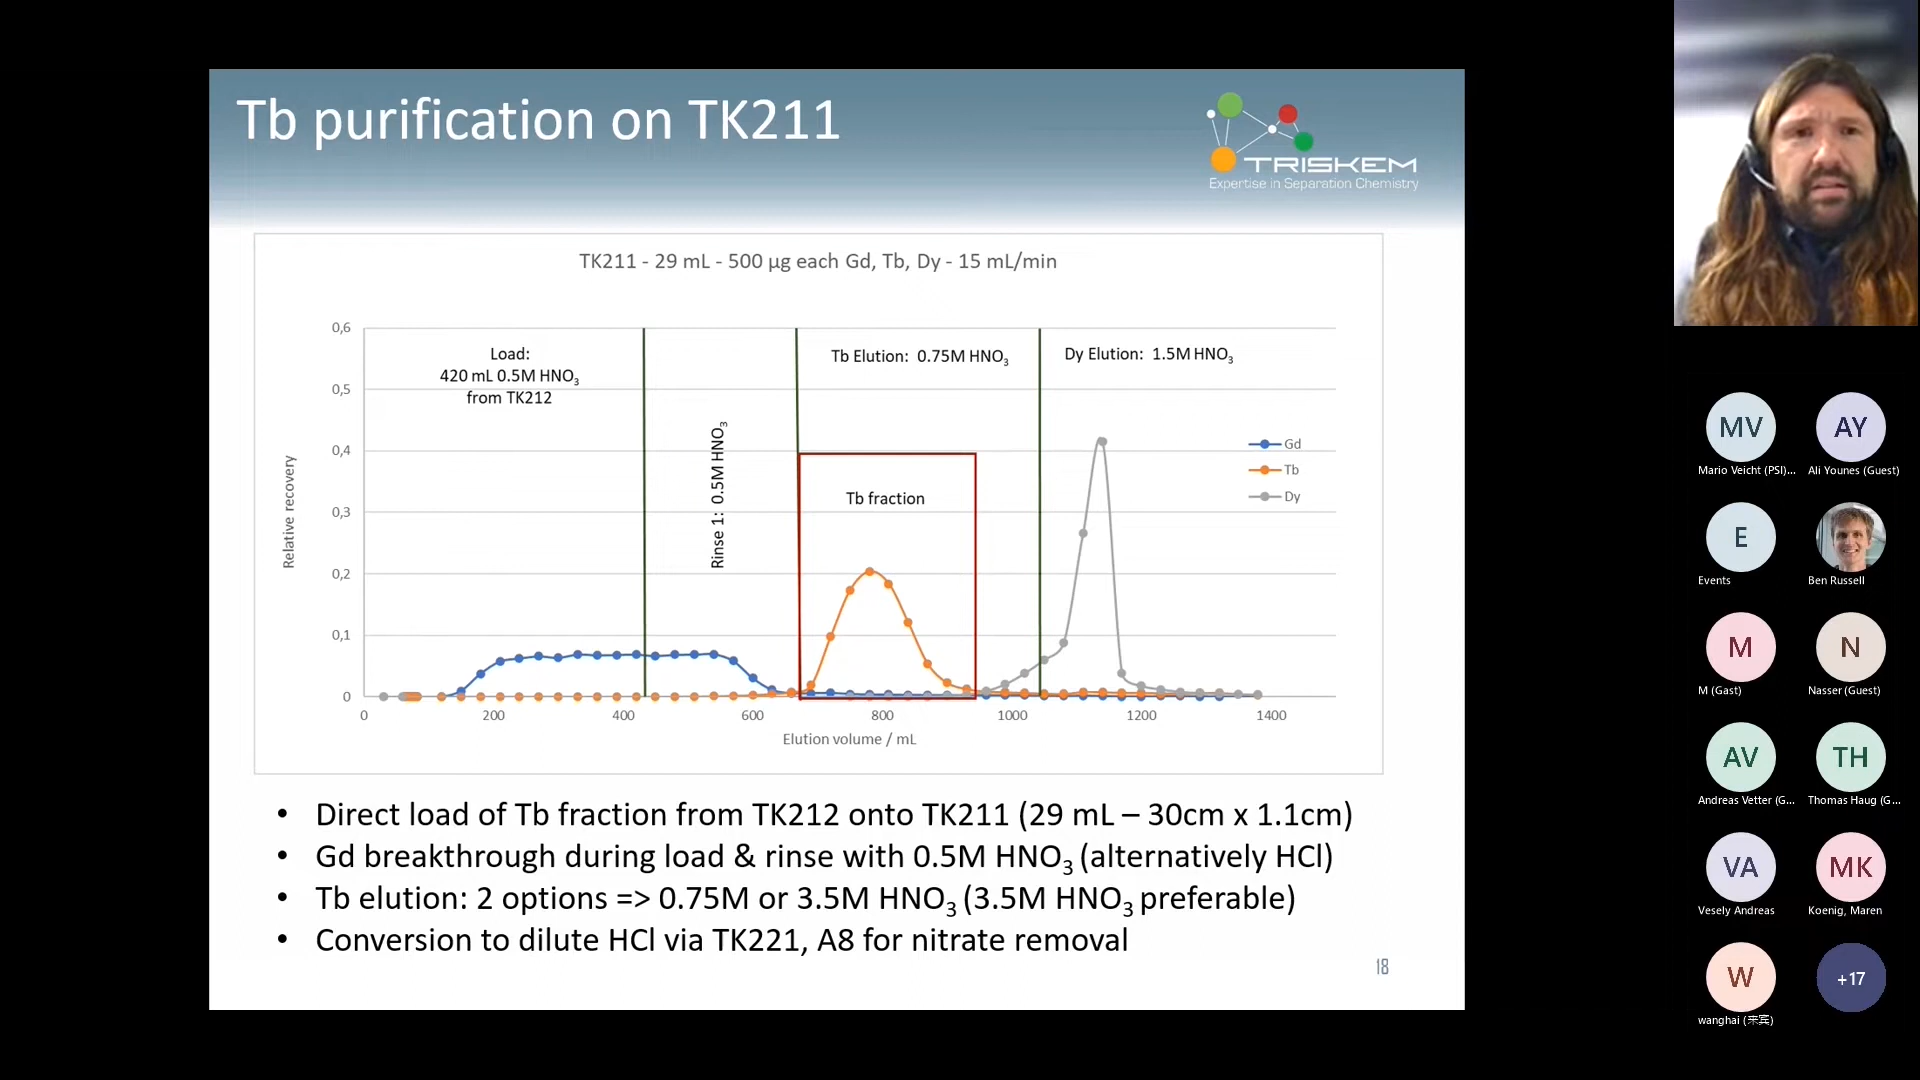 Tb purification on TK211
TRISKEM
Expertise in Separation Chemistry
TK211 - 29 mL - 500 µg each Gd, Tb, Dy - 15 mL/min
0,6
0,5
0,4
0,3
0,2
0,1
0
Relative recovery
Load:
420 mL 0.5M HNO₃
from TK212
Rinse 1: 0.5M HNO₃
Tb Elution: 0.75M HNO₃
Dy Elution: 1.5M HNO₃
Tb fraction
Gd
Tb
Dy
0 200 400 600 800 1000 1200 1400
Elution volume / mL
• Direct load of Tb fraction from TK212 onto TK211 (29 mL – 30cm x 1.1cm)
• Gd breakthrough during load & rinse with 0.5M HNO₃ (alternatively HCl)
• Tb elution: 2 options => 0.75M or 3.5M HNO₃ (3.5M HNO₃ preferable)
• Conversion to dilute HCl via TK221, A8 for nitrate removal
18
MV AY
Mario Veicht (PSI)... Ali Younes (Guest)
E
Events Ben Russell
M N
M (Gast) Nasser (Guest)
AV TH
Andreas Vetter (G... Thomas Haug (G...
VA MK
Vesely Andreas Koenig, Maren
W +17
wanghai (来宾)